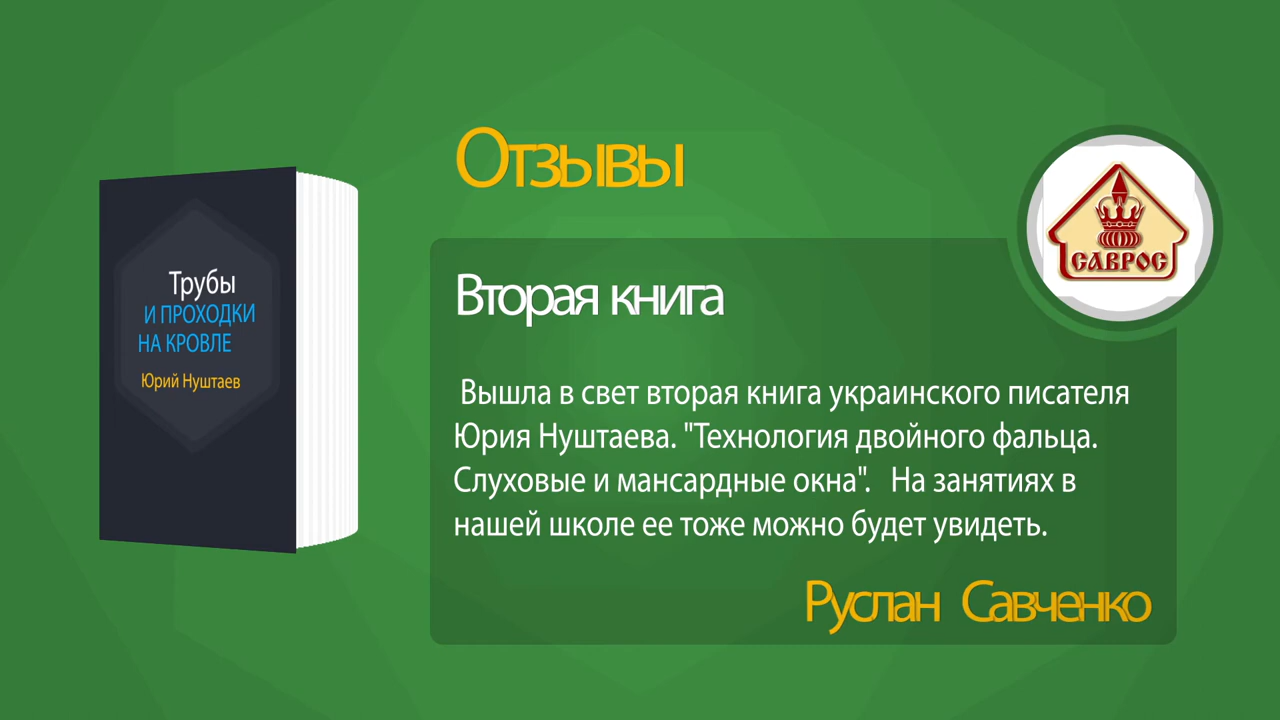 Отзывы
САВРОС
Трубы
И ПРОХОДКИ
НА КРОВЛЕ
Юрий Нуштаев
Вторая книга
Вышла в свет вторая книга украинского писателя
Юрия Нуштаева. "Технология двойного фальца.
Слуховые и мансардные окна". На занятиях в
нашей школе ее тоже можно будет увидеть.
Руслан Савченко